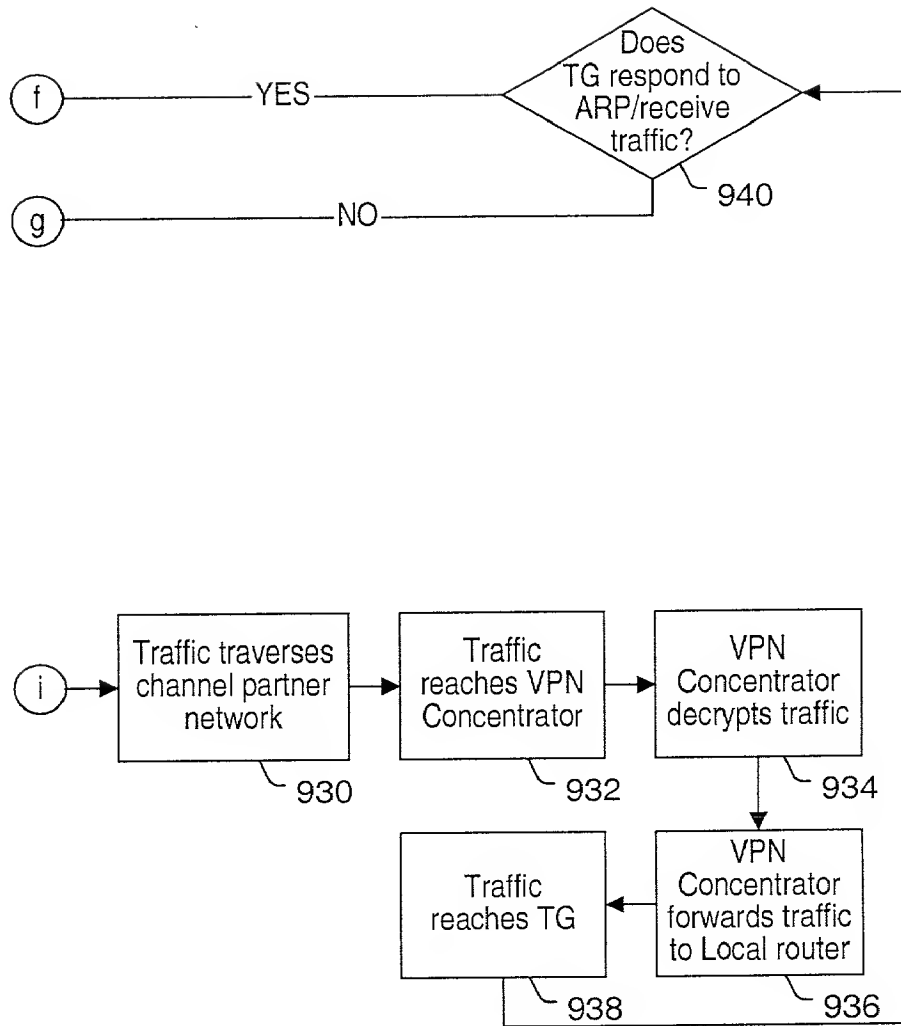 Does
TG respond to
ARP/receive
traffic?
940
f
YES
g
NO
i
Traffic traverses
channel partner
network
930
Traffic
reaches VPN
Concentrator
932
VPN
Concentrator
decrypts traffic
934
Traffic
reaches TG
938
VPN
Concentrator
forwards traffic
to Local router
936